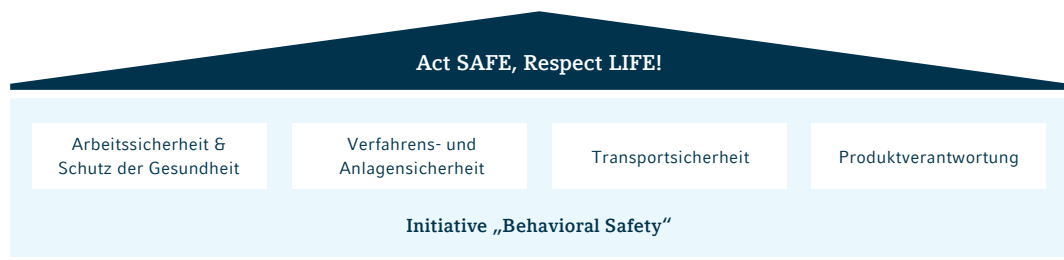 Act SAFE, Respect LIFE!
Arbeitssicherheit &
Schutz der Gesundheit
Verfahrens- und
Anlagensicherheit
Transportsicherheit
Produktverantwortung
Initiative „Behavioral Safety“